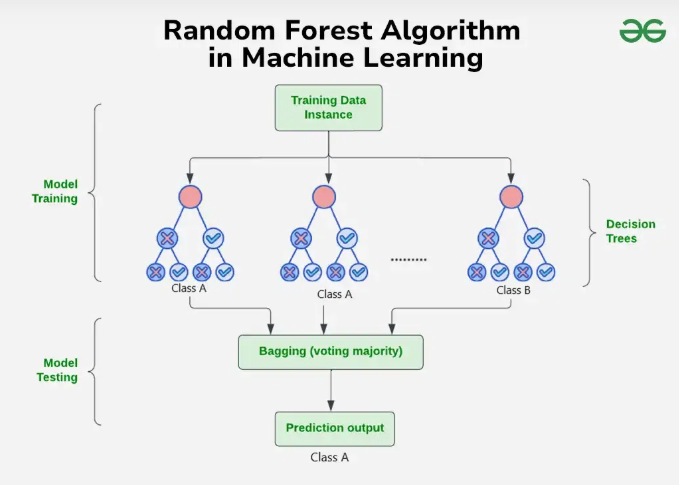 Random Forest Algorithm
in Machine Learning
Training Data
Instance
Model
Training
Decision
Trees
.........
Class A
Class A
Class B
Bagging (voting majority)
Model
Testing
Prediction output
Class A